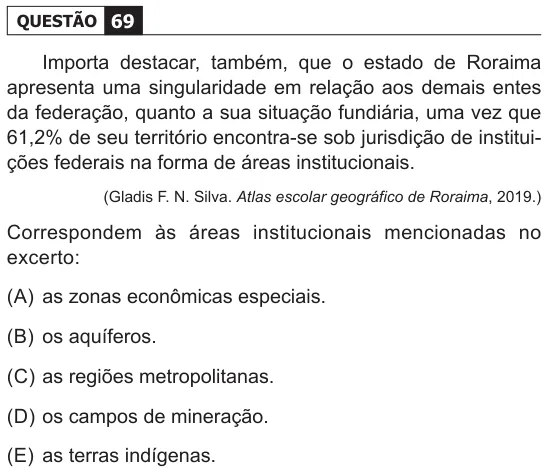 QUESTÃO 69
Importa destacar, também, que o estado de Roraima
apresenta uma singularidade em relação aos demais entes
da federação, quanto a sua situação fundiária, uma vez que
61,2% de seu território encontra-se sob jurisdição de institui-
ções federais na forma de áreas institucionais.
(Gladis F. N. Silva. Atlas escolar geográfico de Roraima, 2019.)
Correspondem às áreas institucionais mencionadas no
excerto:
(A) as zonas econômicas especiais.
(B) os aquíferos.
(C) as regiões metropolitanas.
(D) os campos de mineração.
(E) as terras indígenas.